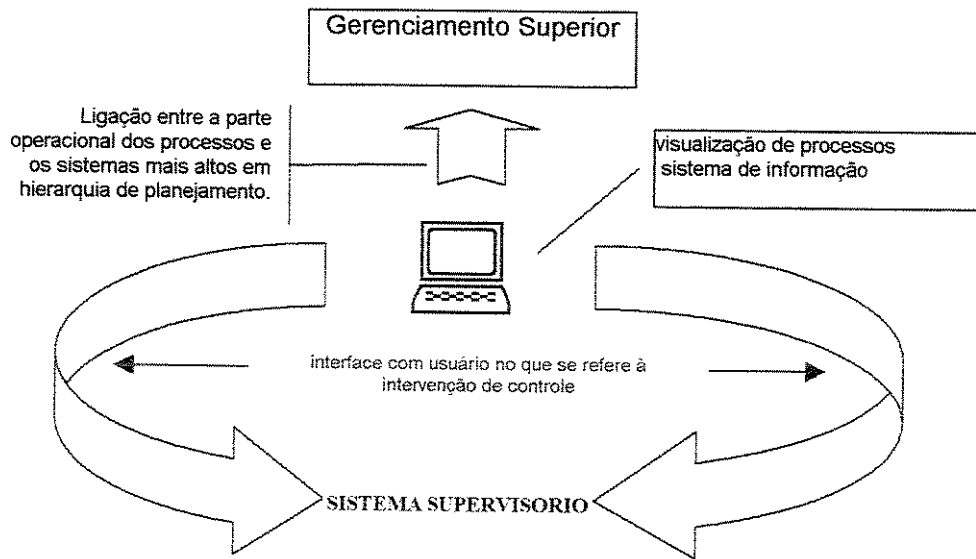 Gerenciamento Superior
Ligação entre a parte
operacional dos processos e
os sistemas mais altos em
hierarquia de planejamento.
visualização de processos
sistema de informação
interface com usuário no que se refere à
intervenção de controle
SISTEMA SUPERVISORIO